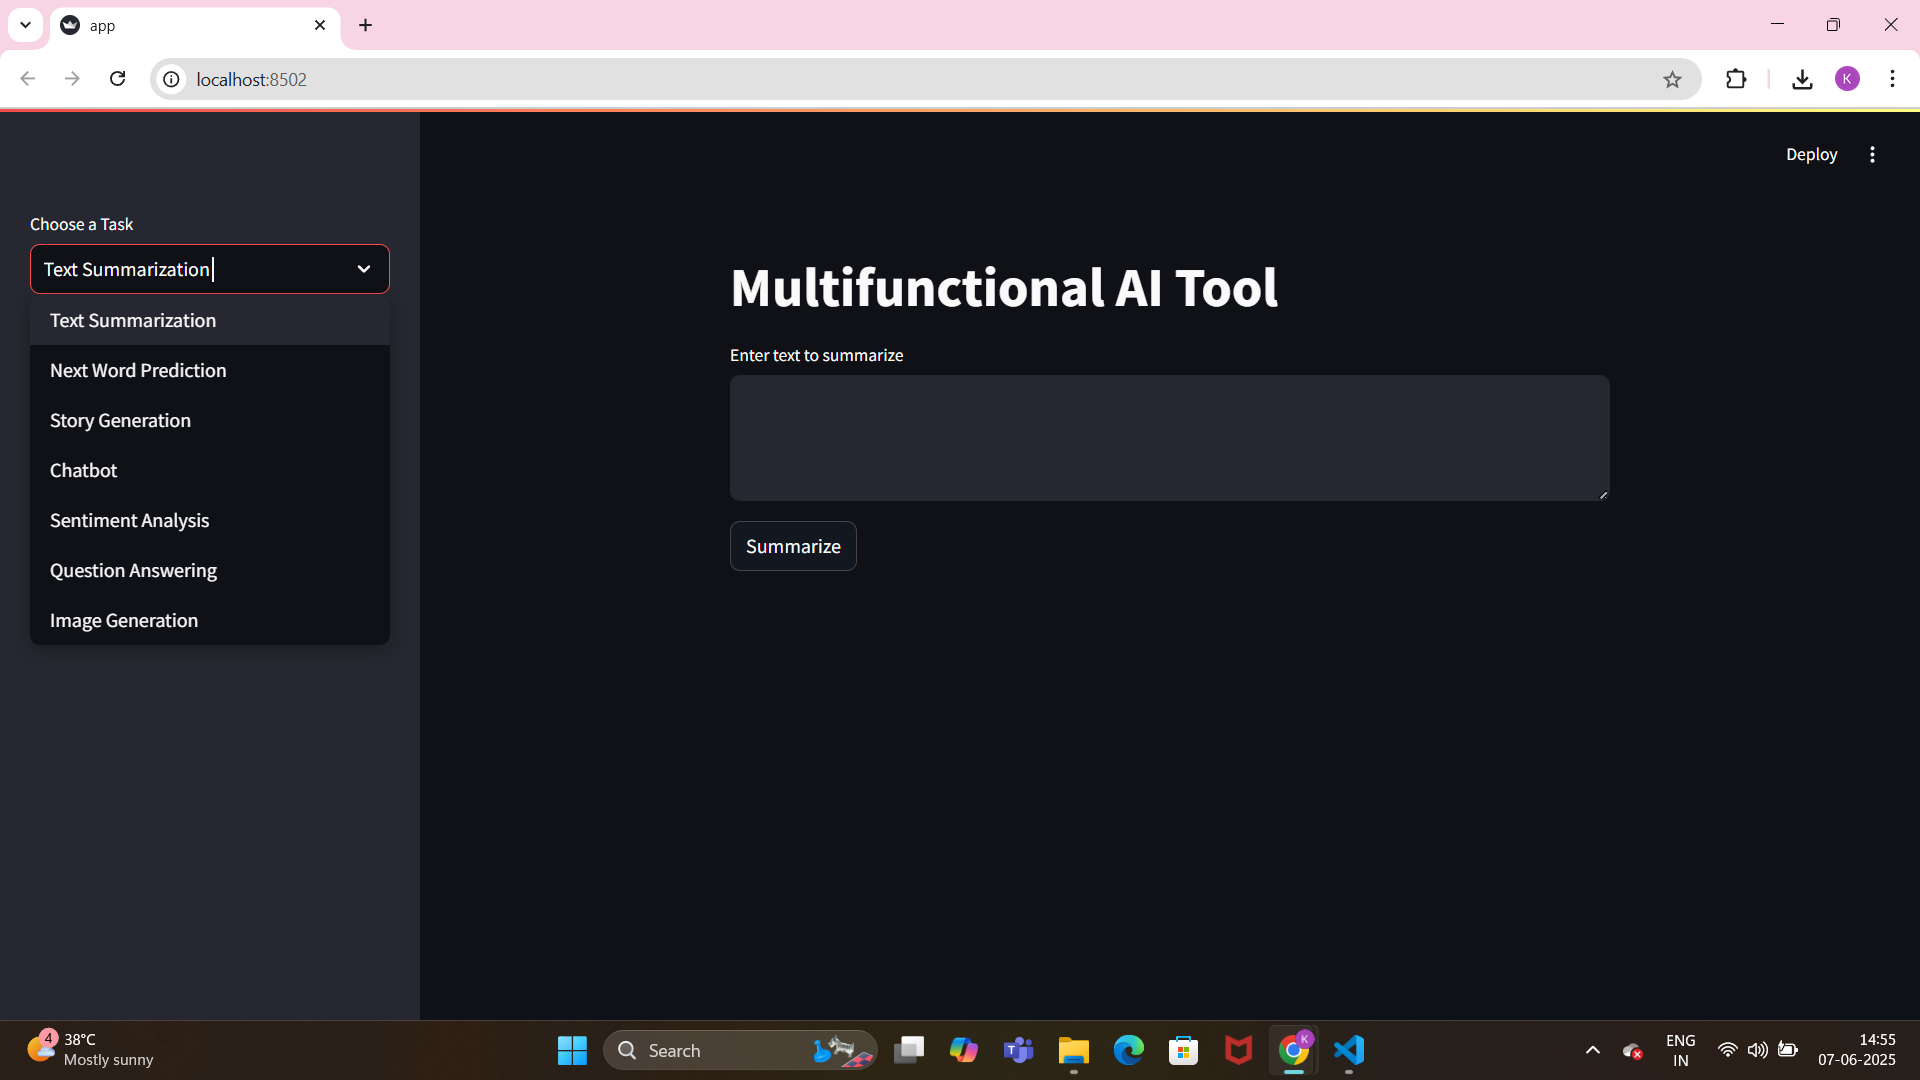 app
localhost:8502
Deploy
Choose a Task
Text Summarization
Text Summarization
Next Word Prediction
Story Generation
Chatbot
Sentiment Analysis
Question Answering
Image Generation
Multifunctional AI Tool
Enter text to summarize
Summarize
4
38°C
Mostly sunny
Search
T
K
ENG
IN
14:55
07-06-2025
K